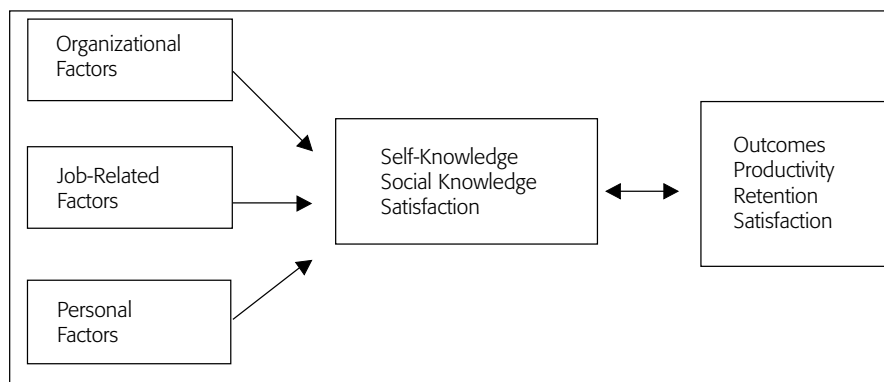 Organizational
Factors
Job-Related
Factors
Personal
Factors
Self-Knowledge
Social Knowledge
Satisfaction
Outcomes
Productivity
Retention
Satisfaction